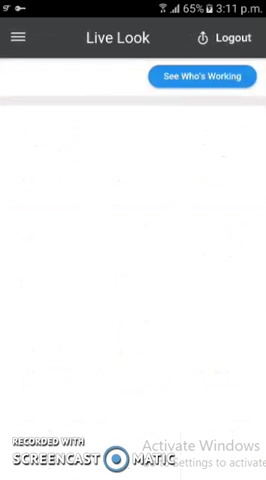 65% 3:11 p.m.
Live Look
Logout
See Who's Working
RECORDED WITH
SCREENCAST MATIC
Activate Windows
Settings to activate